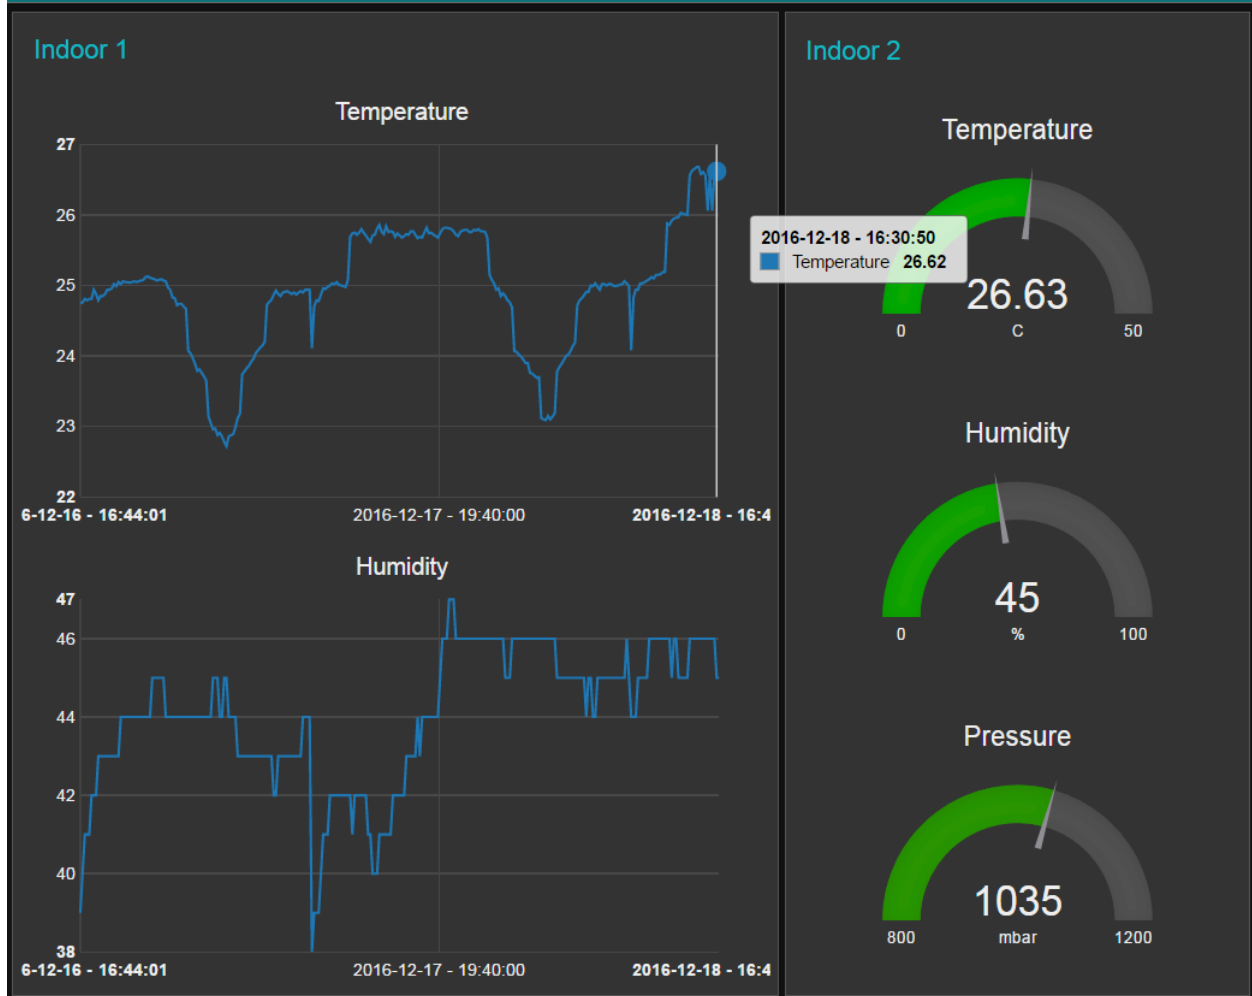 Indoor 1
Temperature
27
26
25
24
23
22
6-12-16 - 16:44:01 2016-12-17 - 19:40:00 2016-12-18 - 16:4
2016-12-18 - 16:30:50
Temperature 26.62
Humidity
47
46
44
42
40
38
6-12-16 - 16:44:01 2016-12-17 - 19:40:00 2016-12-18 - 16:4
Indoor 2
Temperature
26.63
0 C 50
Humidity
45
0 % 100
Pressure
1035
800 mbar 1200